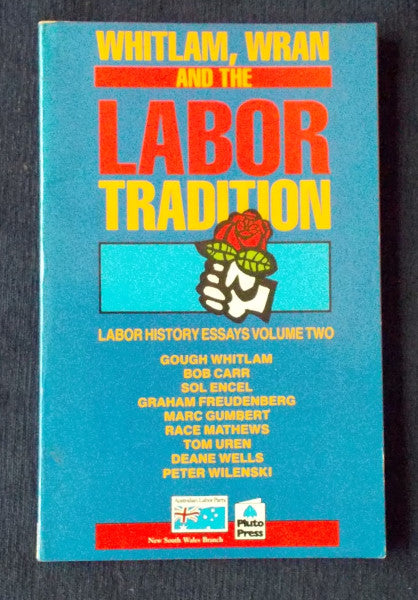 WHITLAM, WRAN
AND THE
LABOR
TRADITION
LABOR HISTORY ESSAYS VOLUME TWO
GOUGH WHITLAM
BOB CARR
SOL ENCEL
GRAHAM FREUDENBERG
MARC GUMBERT
RACE MATHEWS
TOM UREN
DEANE WELLS
PETER WILENSKI
Australian Labor Party
New South Wales Branch
Pluto
Press